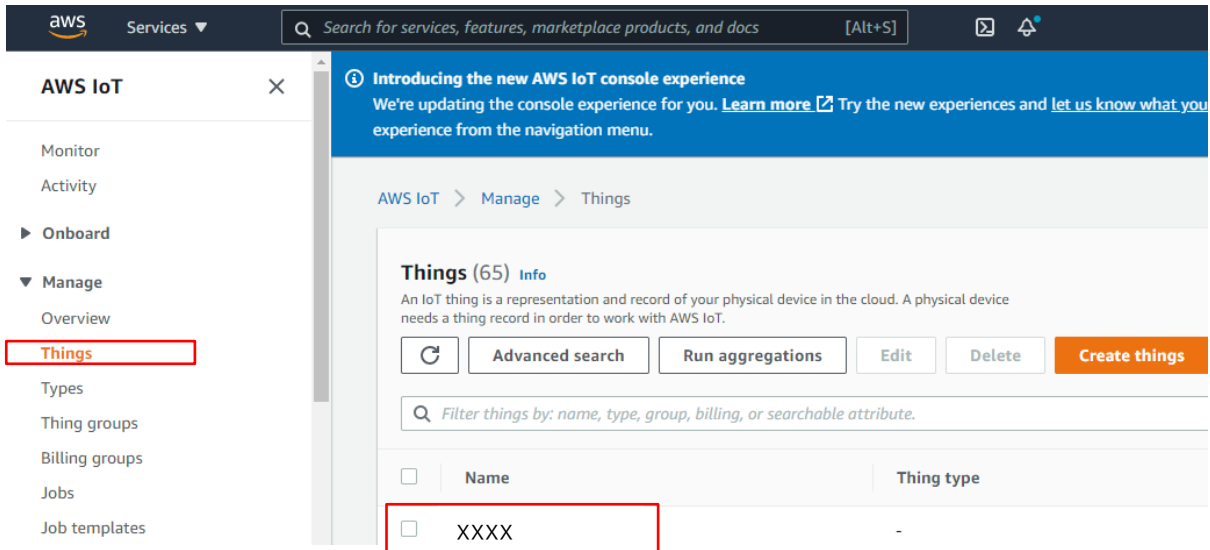 aws
Services ▼
Search for services, features, marketplace products, and docs [Alt+S]
AWS IoT
Monitor
Activity
Onboard
Manage
Overview
Things
Types
Thing groups
Billing groups
Jobs
Job templates
Introducing the new AWS IoT console experience
We're updating the console experience for you. Learn more Try the new experiences and let us know what you
experience from the navigation menu.
AWS IoT > Manage > Things
Things (65) Info
An IoT thing is a representation and record of your physical device in the cloud. A physical device
needs a thing record in order to work with AWS IoT.
Advanced search Run aggregations Edit Delete Create things
Filter things by: name, type, group, billing, or searchable attribute.
Name Thing type
XXXX -